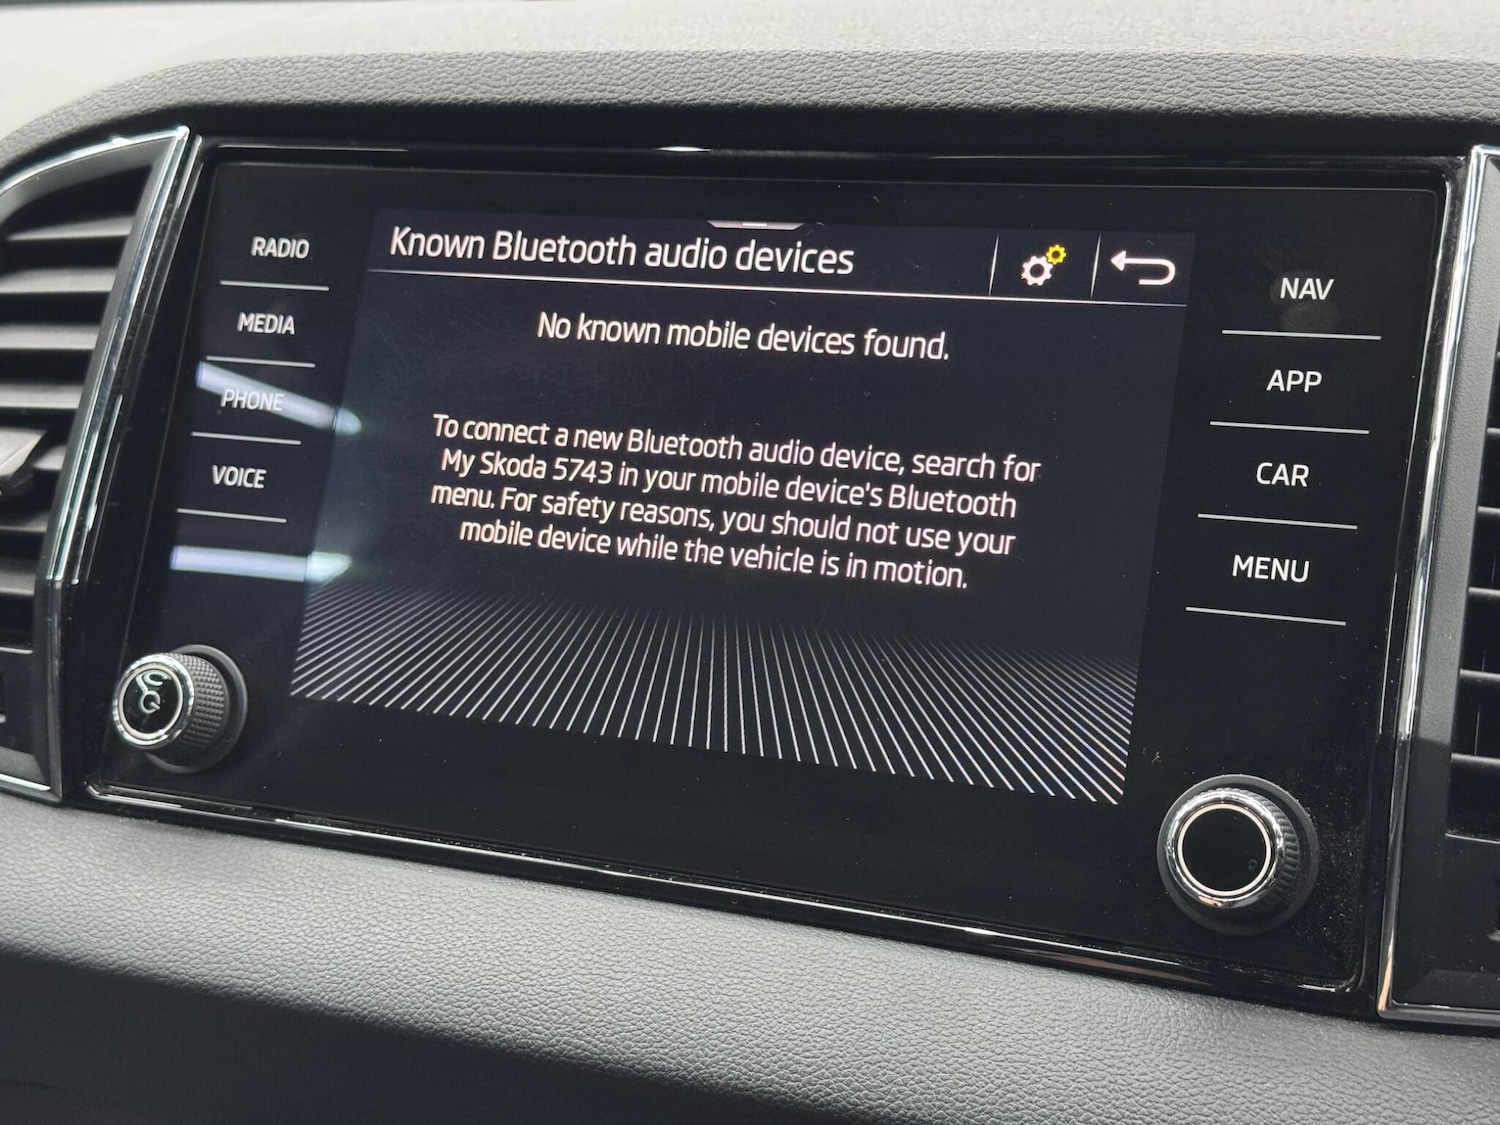 Known Bluetooth audio devices
No known mobile devices found.
To connect a new Bluetooth audio device, search for
My Skoda 5743 in your mobile device's Bluetooth
menu. For safety reasons, you should not use your
mobile device while the vehicle is in motion.
RADIO
MEDIA
PHONE
VOICE
NAV
APP
CAR
MENU